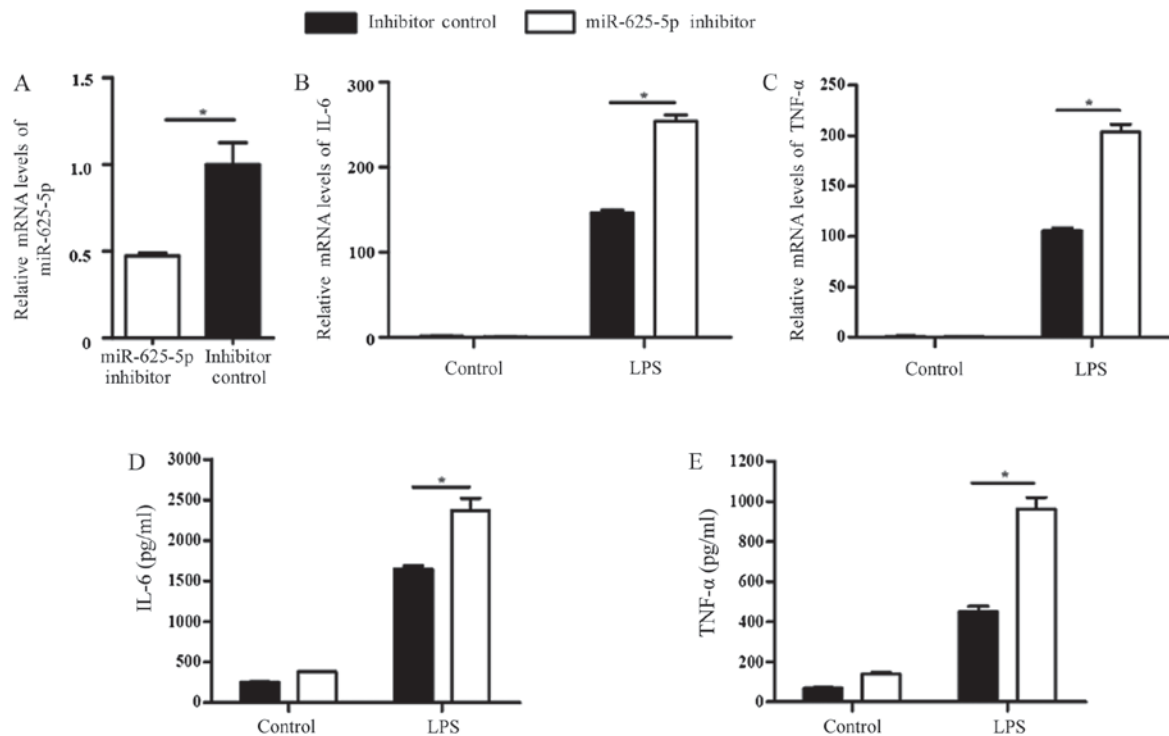 Inhibitor control miR-625-5p inhibitor
A
Relative mRNA levels of
miR-625-5p
1.5
1.0
0.5
0
*
miR-625-5p
inhibitor
Inhibitor
control
B
Relative mRNA levels of IL-6
300
200
100
0
*
Control LPS
C
Relative mRNA levels of TNF-α
250
200
150
100
50
0
*
Control LPS
D
IL-6 (pg/ml)
3000
2500
2000
1500
1000
500
0
*
Control LPS
E
TNF-α (pg/ml)
1200
1000
800
600
400
200
0
*
Control LPS